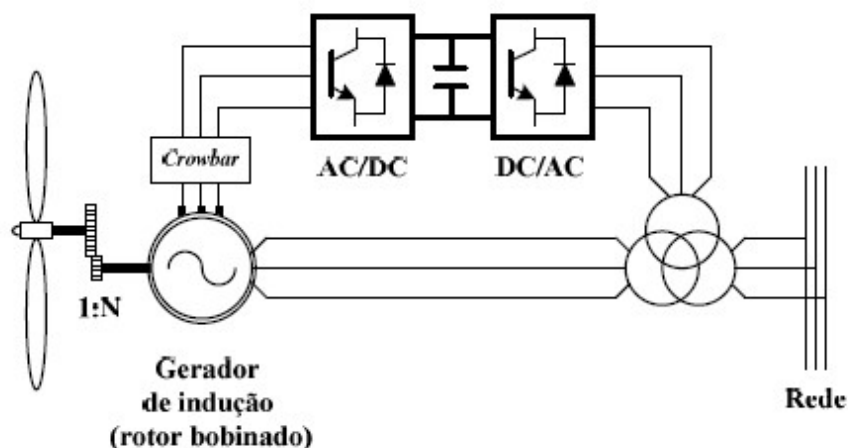 Crowbar
AC/DC
DC/AC
1:N
Gerador
de indução
(rotor bobinado)
Rede